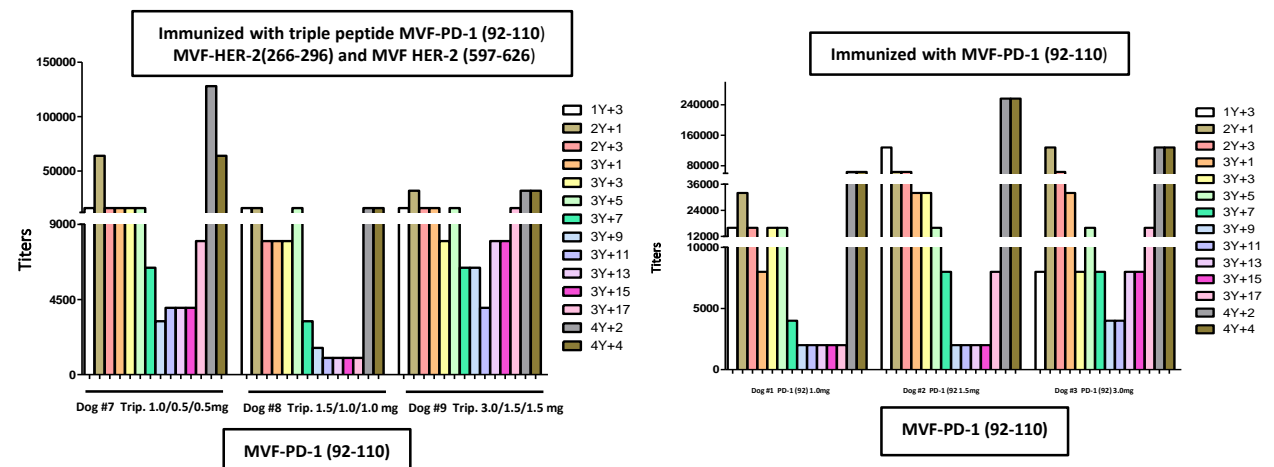 Immunized with triple peptide MVF-PD-1 (92-110)
MVF-HER-2(266-296) and MVF HER-2 (597-626)
150000
100000
50000
9000
4500
0
Titers
1Y+3
2Y+1
2Y+3
3Y+1
3Y+3
3Y+5
3Y+7
3Y+9
3Y+11
3Y+13
3Y+15
3Y+17
4Y+2
4Y+4
Dog #7 Trip. 1.0/0.5/0.5mg
Dog #8 Trip. 1.5/1.0/1.0 mg
Dog #9 Trip. 3.0/1.5/1.5 mg
MVF-PD-1 (92-110)
Immunized with MVF-PD-1 (92-110)
240000
160000
80000
36000
24000
12000
10000
5000
0
Titers
1Y+3
2Y+1
2Y+3
3Y+1
3Y+3
3Y+5
3Y+7
3Y+9
3Y+11
3Y+13
3Y+15
3Y+17
4Y+2
4Y+4
Dog #1 PD-1 (92) 1.0mg
Dog #2 PD-1 (92 1.5mg
Dog #3 PD-1 (92) 3.0mg
MVF-PD-1 (92-110)